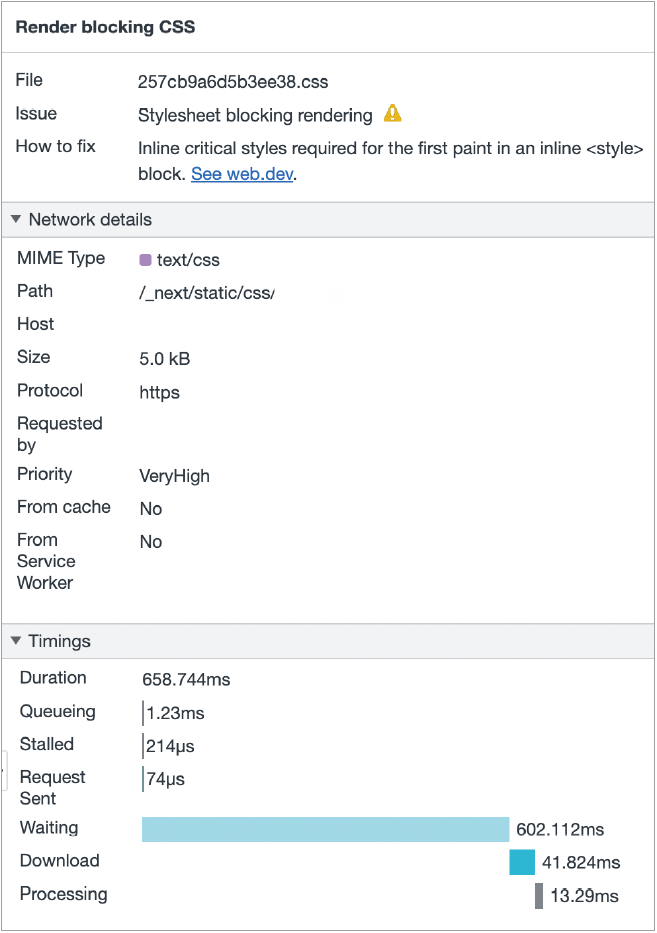 Render blocking CSS
File 257cb9a6d5b3ee38.css
Issue Stylesheet blocking rendering
How to fix Inline critical styles required for the first paint in an inline <style>
block. See web.dev.
Network details
MIME Type text/css
Path /_next/static/css/
Host
Size 5.0 kB
Protocol https
Requested
by
Priority VeryHigh
From cache No
From No
Service
Worker
Timings
Duration 658.744ms
Queueing 1.23ms
Stalled 214µs
Request 74µs
Sent
Waiting 602.112ms
Download 41.824ms
Processing 13.29ms